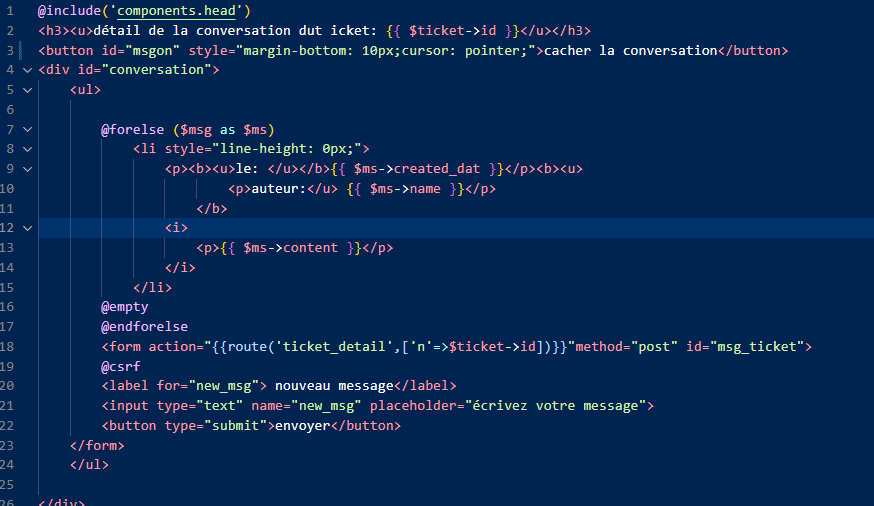 1 @include('components.head')
2 <h3><u>détail de la conversation dut icket: {{ $ticket->id }}</u></h3>
3 <button id="msgon" style="margin-bottom: 10px;cursor: pointer;">cacher la conversation</button>
4 <div id="conversation">
5 <ul>
6
7 @forelse ($msg as $ms)
8 <li style="line-height: 0px;">
9 <p><b><u>le: </u></b>{{ $ms->created_dat }}</p><b><u>
10 <p>auteur:</u> {{ $ms->name }}</p>
11 </b>
12 <i>
13 <p>{{ $ms->content }}</p>
14 </i>
15 </li>
16 @empty
17 @endforelse
18 <form action="{{route('ticket_detail',['n'=>$ticket->id])}}"method="post" id="msg_ticket">
19 @csrf
20 <label for="new_msg"> nouveau message</label>
21 <input type="text" name="new_msg" placeholder="écrivez votre message">
22 <button type="submit">envoyer</button>
23 </form>
24 </ul>
25
26 </div>